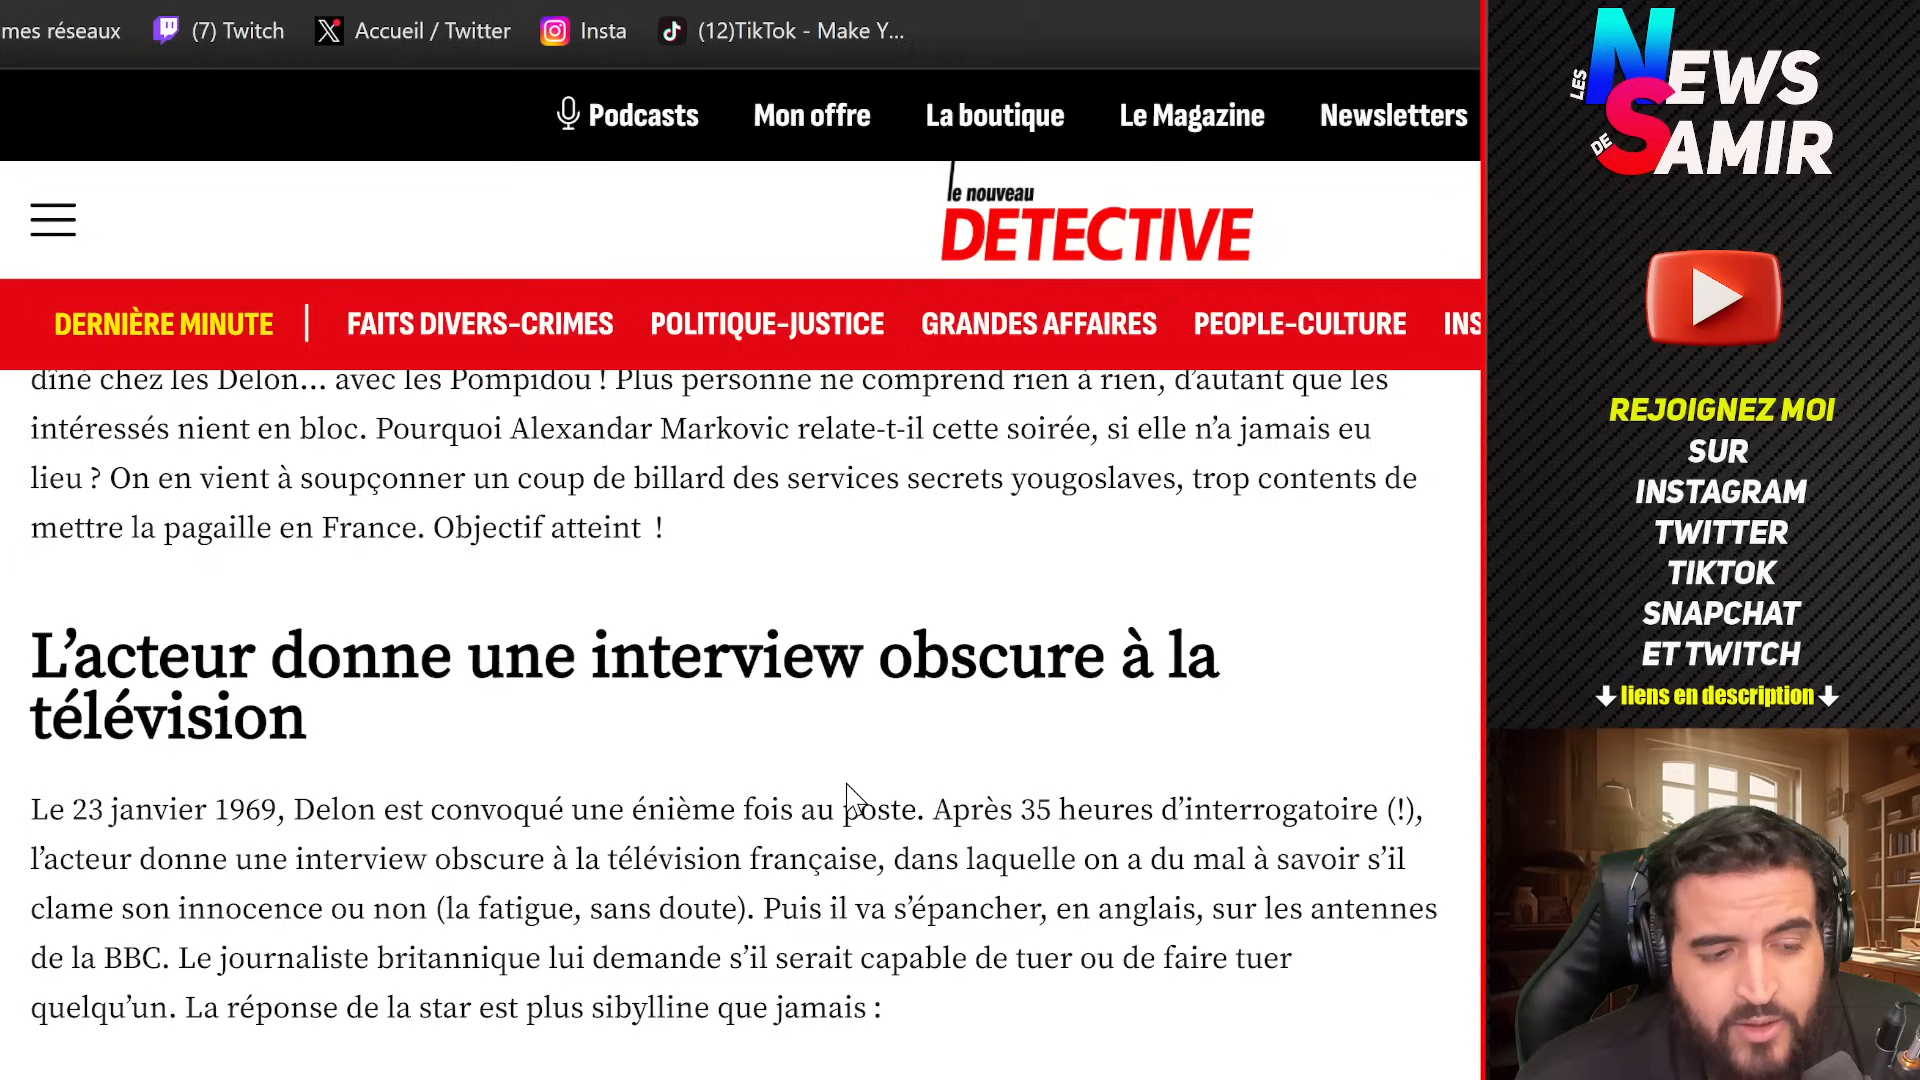 mes réseaux
(7) Twitch
Accueil / Twitter
Insta
(12)TikTok - Make Y...
Podcasts
Mon offre
La boutique
Le Magazine
Newsletters
le nouveau
DETECTIVE
DERNIÈRE MINUTE
FAITS DIVERS-CRIMES
POLITIQUE-JUSTICE
GRANDES AFFAIRES
PEOPLE-CULTURE
INS
dîné chez les Delon... avec les Pompidou ! Plus personne ne comprend rien à rien, d’autant que les
intéressés nient en bloc. Pourquoi Alexandar Markovic relate-t-il cette soirée, si elle n’a jamais eu
lieu ? On en vient à soupçonner un coup de billard des services secrets yougoslaves, trop contents de
mettre la pagaille en France. Objectif atteint !
L’acteur donne une interview obscure à la
télévision
Le 23 janvier 1969, Delon est convoqué une énième fois au poste. Après 35 heures d’interrogatoire (!),
l’acteur donne une interview obscure à la télévision française, dans laquelle on a du mal à savoir s’il
clame son innocence ou non (la fatigue, sans doute). Puis il va s’épancher, en anglais, sur les antennes
de la BBC. Le journaliste britannique lui demande s’il serait capable de tuer ou de faire tuer
quelqu’un. La réponse de la star est plus sibylline que jamais :
LES
NEWS
DE
SAMIR
REJOIGNEZ MOI
SUR
INSTAGRAM
TWITTER
TIKTOK
SNAPCHAT
ET TWITCH
liens en description